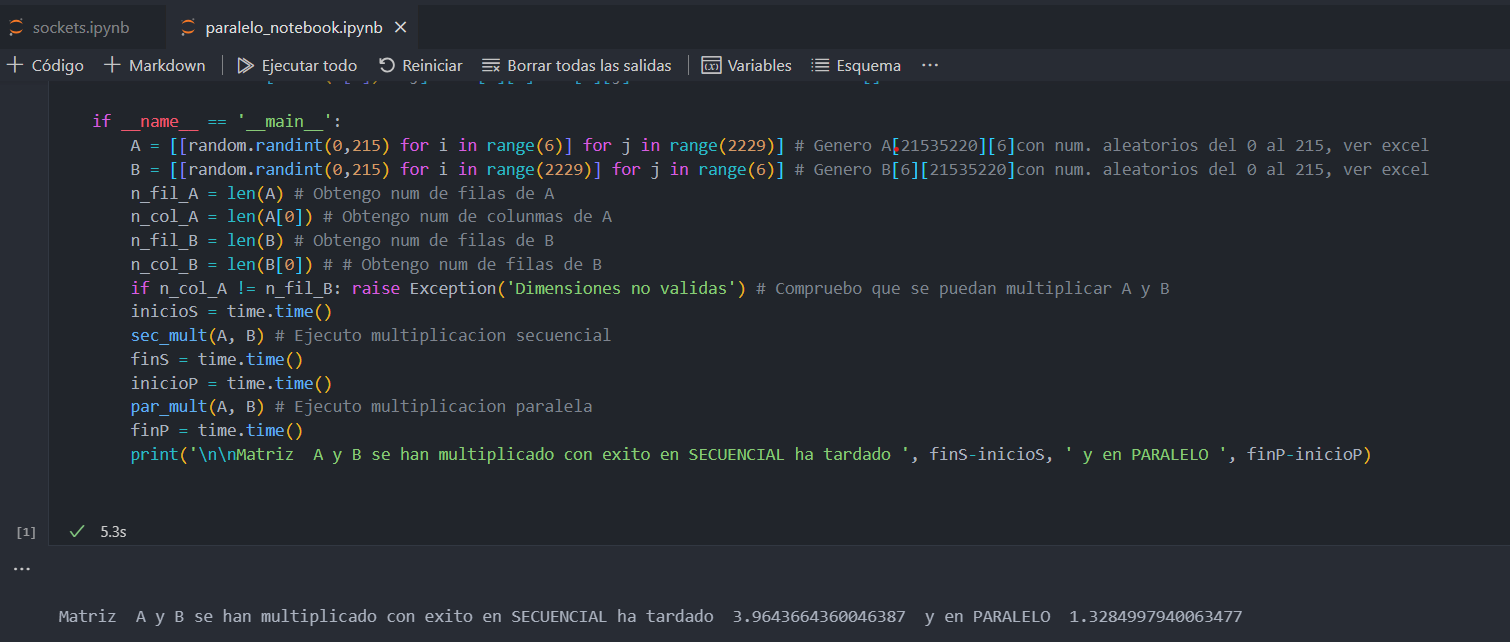 sockets.ipynb paralelo_notebook.ipynb ×
+ Código + Markdown Ejecutar todo Reiniciar Borrar todas las salidas Variables Esquema ...
if __name__ == '__main__':
A = [[random.randint(0,215) for i in range(6)] for j in range(2229)] # Genero A[21535220][6]con num. aleatorios del 0 al 215, ver excel
B = [[random.randint(0,215) for i in range(2229)] for j in range(6)] # Genero B[6][21535220]con num. aleatorios del 0 al 215, ver excel
n_fil_A = len(A) # Obtengo num de filas de A
n_col_A = len(A[0]) # Obtengo num de colunmas de A
n_fil_B = len(B) # Obtengo num de filas de B
n_col_B = len(B[0]) # # Obtengo num de filas de B
if n_col_A != n_fil_B: raise Exception('Dimensiones no validas') # Compruebo que se puedan multiplicar A y B
inicioS = time.time()
sec_mult(A, B) # Ejecuto multiplicacion secuencial
finS = time.time()
inicioP = time.time()
par_mult(A, B) # Ejecuto multiplicacion paralela
finP = time.time()
print('\n\nMatriz  A y B se han multiplicado con exito en SECUENCIAL ha tardado ', finS-inicioS, ' y en PARALELO ', finP-inicioP)
[1] ✓ 5.3s
...
Matriz  A y B se han multiplicado con exito en SECUENCIAL ha tardado  3.9643664360046387  y en PARALELO  1.3284997940063477